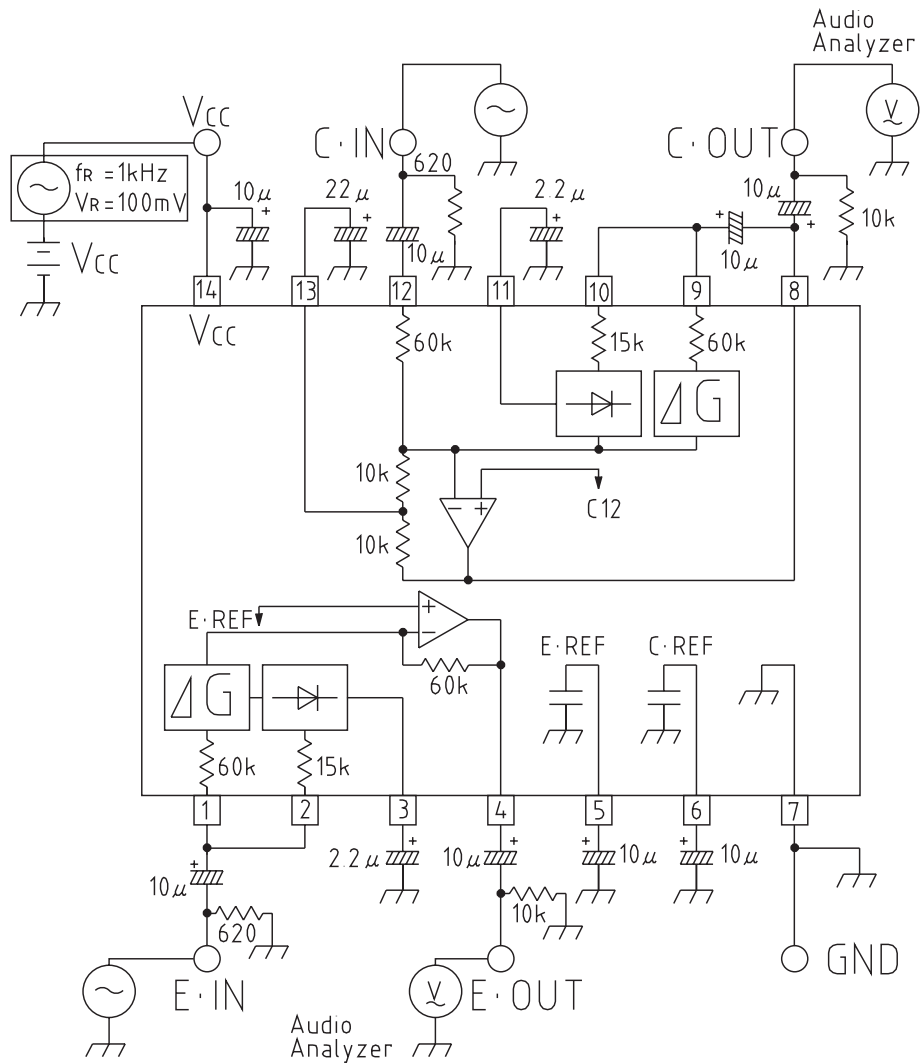 Audio
Analyzer
VCC
C·IN
C·OUT
V
fR =1kHz
VR=100mV
VCC
10μ
+
22μ
+
620
10μ
2.2μ
+
+
10μ
10μ
+
10k
14
13
12
11
10
9
8
VCC
60k
15k
60k
ΔG
10k
10k
− +
C12
E·REF
+
−
60k
E·REF
C·REF
ΔG
60k
15k
1
2
3
4
5
6
7
+
10μ
620
2.2μ
+
10μ
+
10k
+
10μ
+
10μ
E·IN
V
E·OUT
GND
Audio
Analyzer